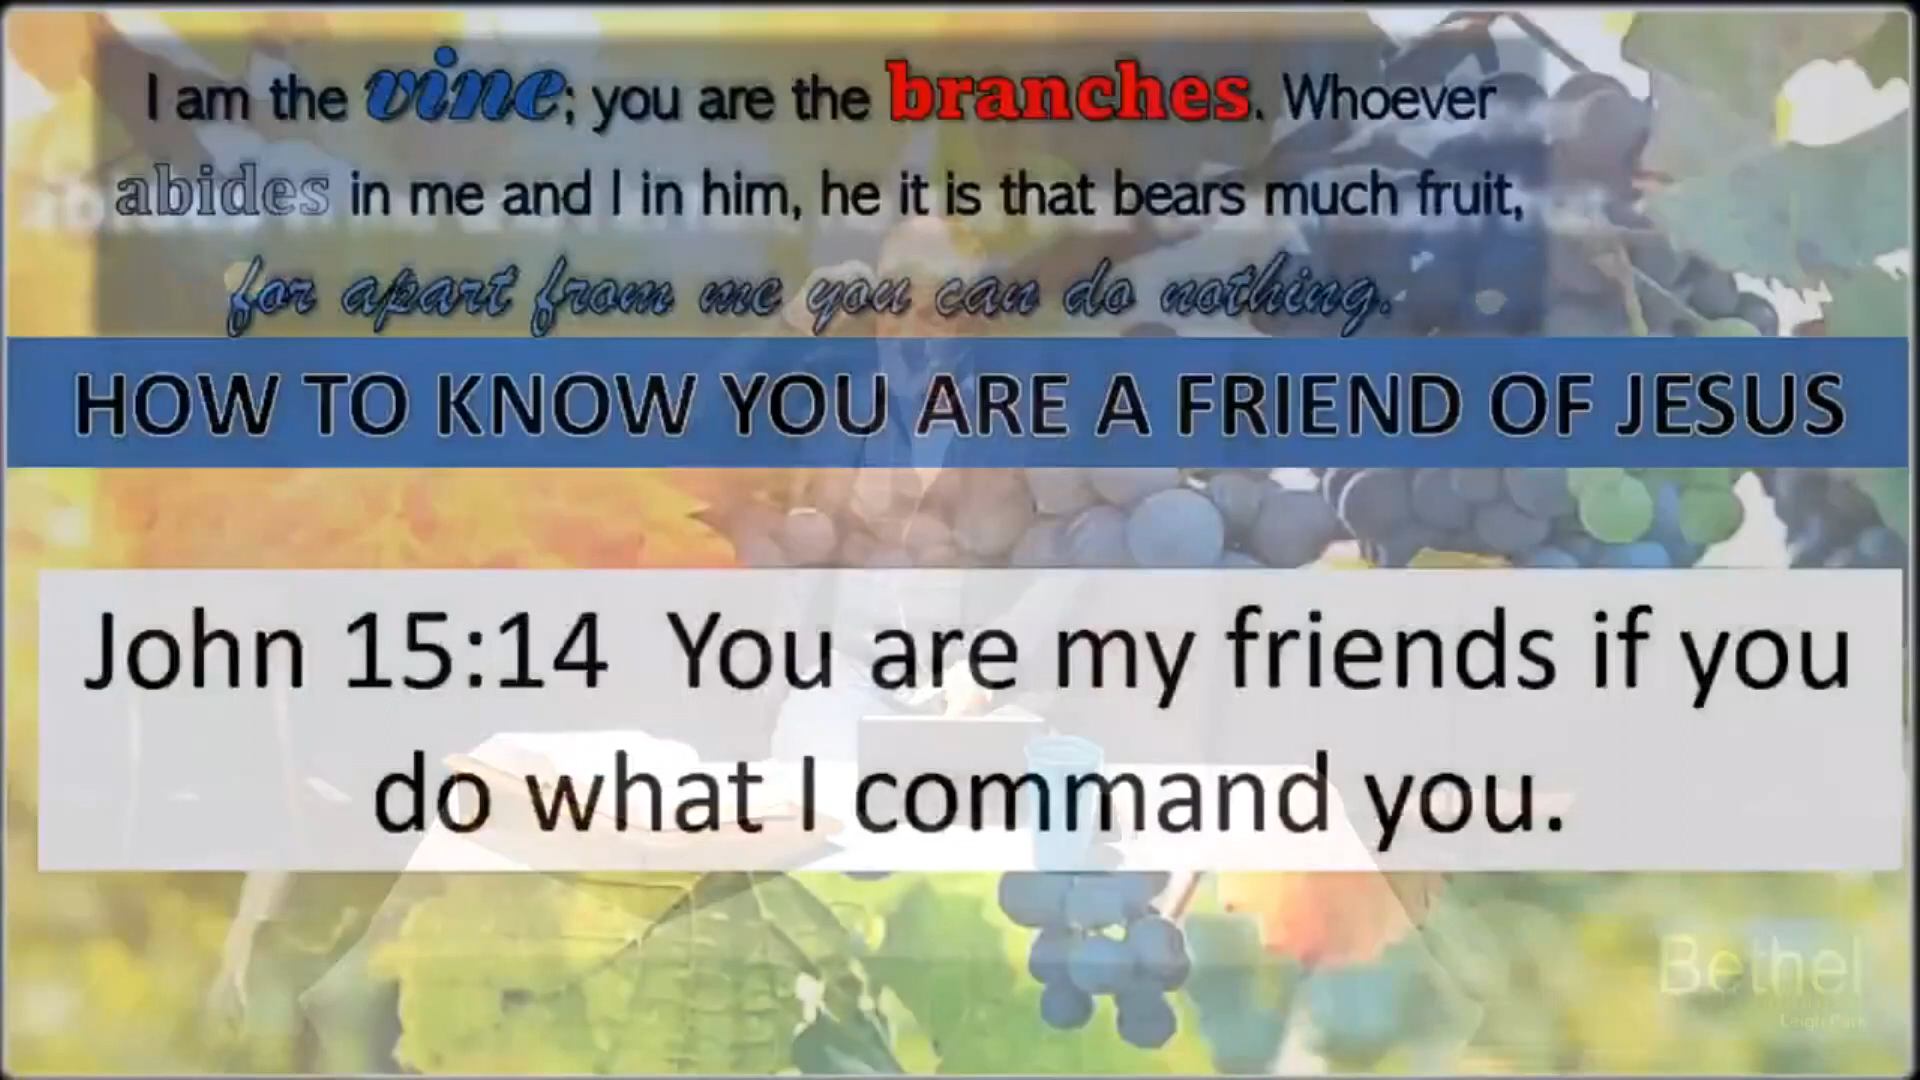 I am the vine; you are the branches. Whoever
abides in me and I in him, he it is that bears much fruit,
for apart from me you can do nothing.
HOW TO KNOW YOU ARE A FRIEND OF JESUS
John 15:14 You are my friends if you
do what I command you.
Bethel
Leigh Park